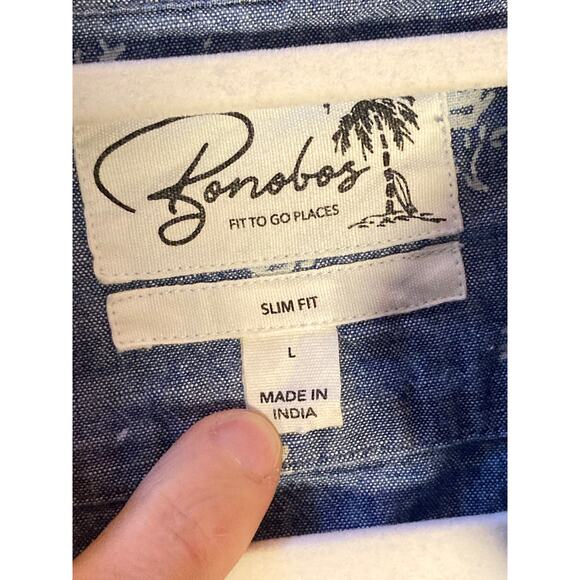 Bonobos
FIT TO GO PLACES
SLIM FIT
L
MADE IN
INDIA